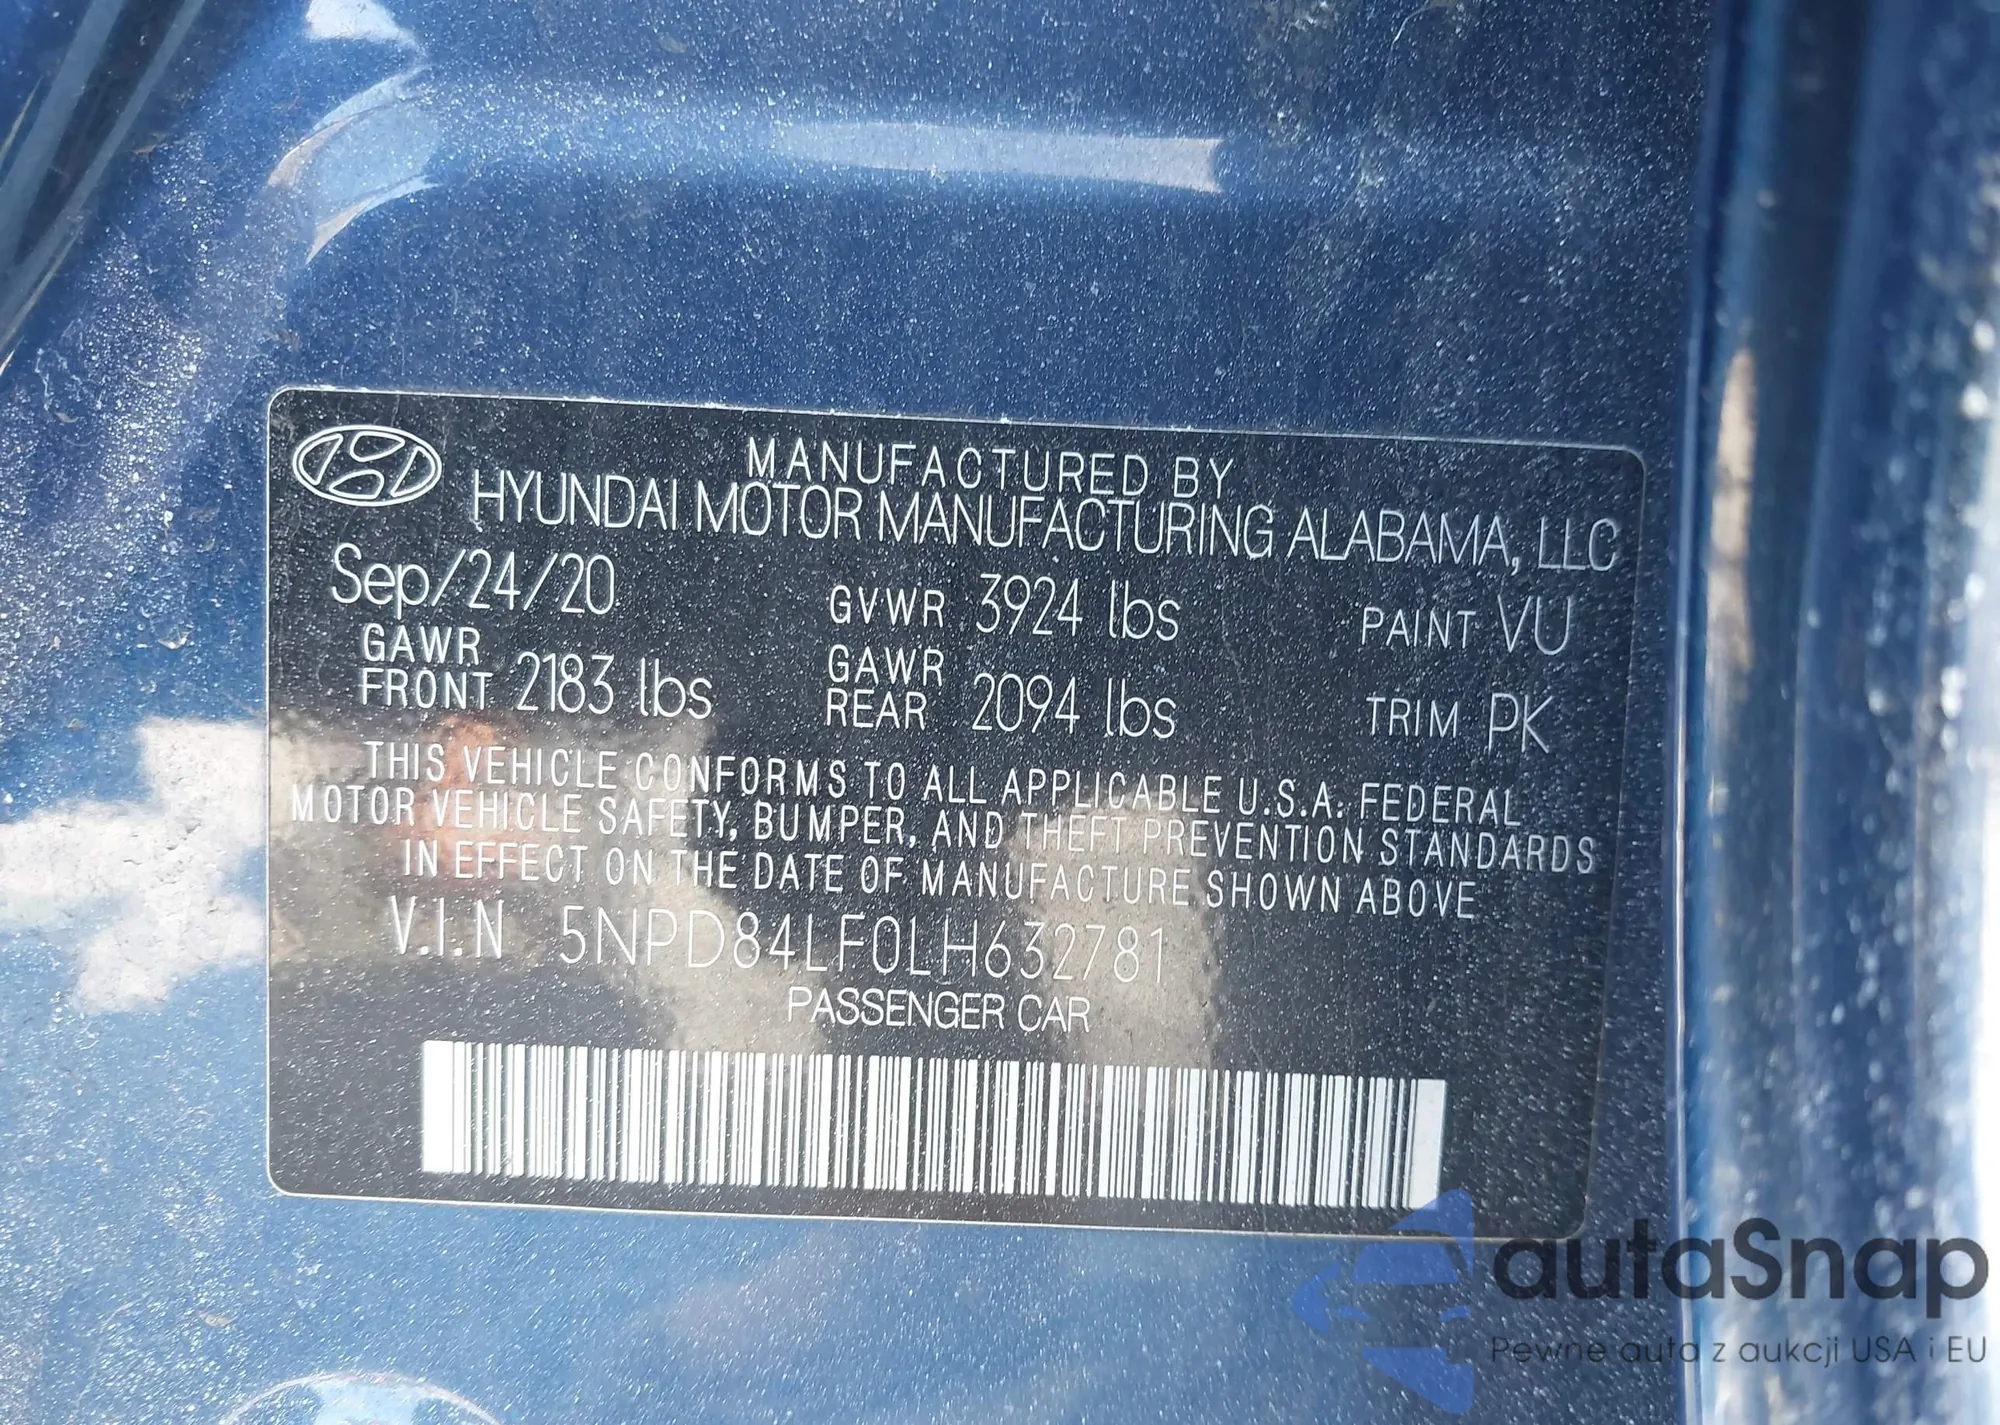 MANUFACTURED BY
HYUNDAI MOTOR MANUFACTURING ALABAMA, LLC
Sep/24/20 GVWR 3924 lbs PAINT VU
GAWR FRONT 2183 lbs GAWR REAR 2094 lbs TRIM PK
THIS VEHICLE CONFORMS TO ALL APPLICABLE U.S.A. FEDERAL
MOTOR VEHICLE SAFETY, BUMPER, AND THEFT PREVENTION STANDARDS
IN EFFECT ON THE DATE OF MANUFACTURE SHOWN ABOVE
V.I.N 5NPD84LF0LH632781
PASSENGER CAR
autaSnap
Pewne auta z aukcji USA i EU